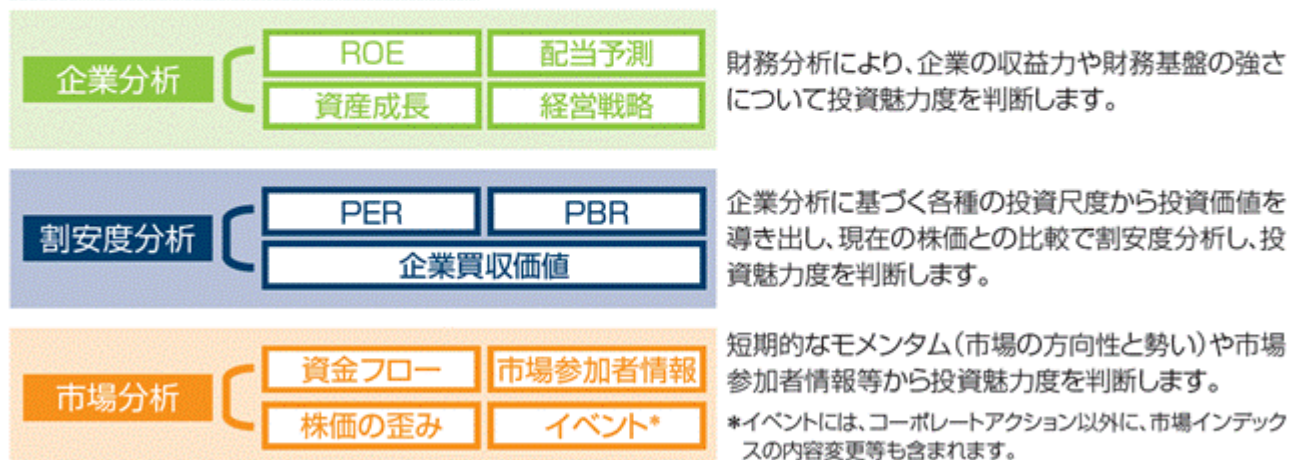 企業分析
ROE
配当予測
資産成長
経営戦略
財務分析により、企業の収益力や財務基盤の強さ
について投資魅力度を判断します。
割安度分析
PER
PBR
企業買収価値
企業分析に基づく各種の投資尺度から投資価値を
導き出し、現在の株価との比較で割安度分析し、投
資魅力度を判断します。
市場分析
資金フロー
市場参加者情報
株価の歪み
イベント*
短期的なモメンタム(市場の方向性と勢い)や市場
参加者情報等から投資魅力度を判断します。
*イベントには、コーポレートアクション以外に、市場インデック
スの内容変更等も含まれます。